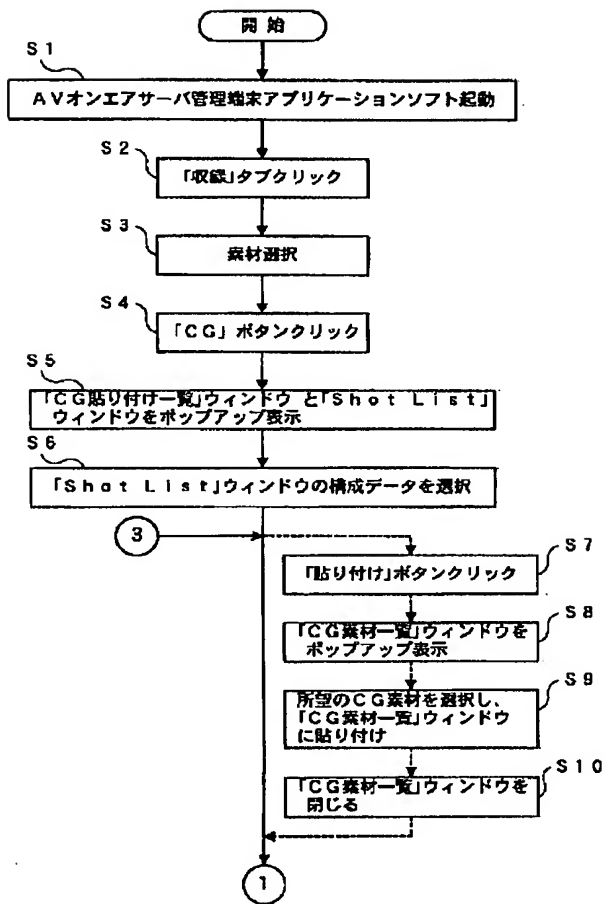 開始
S1
AVオンエアサーバ管理端末アプリケーションソフト起動
S2
「収録」タブクリック
S3
素材選択
S4
「CG」ボタンクリック
S5
「CG貼り付け一覧」ウィンドウ と「Shot List」
ウィンドウをポップアップ表示
S6
「Shot List」ウィンドウの構成データを選択
3
S7
「貼り付け」ボタンクリック
S8
「CG素材一覧」ウィンドウを
ポップアップ表示
S9
所望のCG素材を選択し、
「CG素材一覧」ウィンドウ
に貼り付け
S10
「CG素材一覧」ウィンドウを
閉じる
1